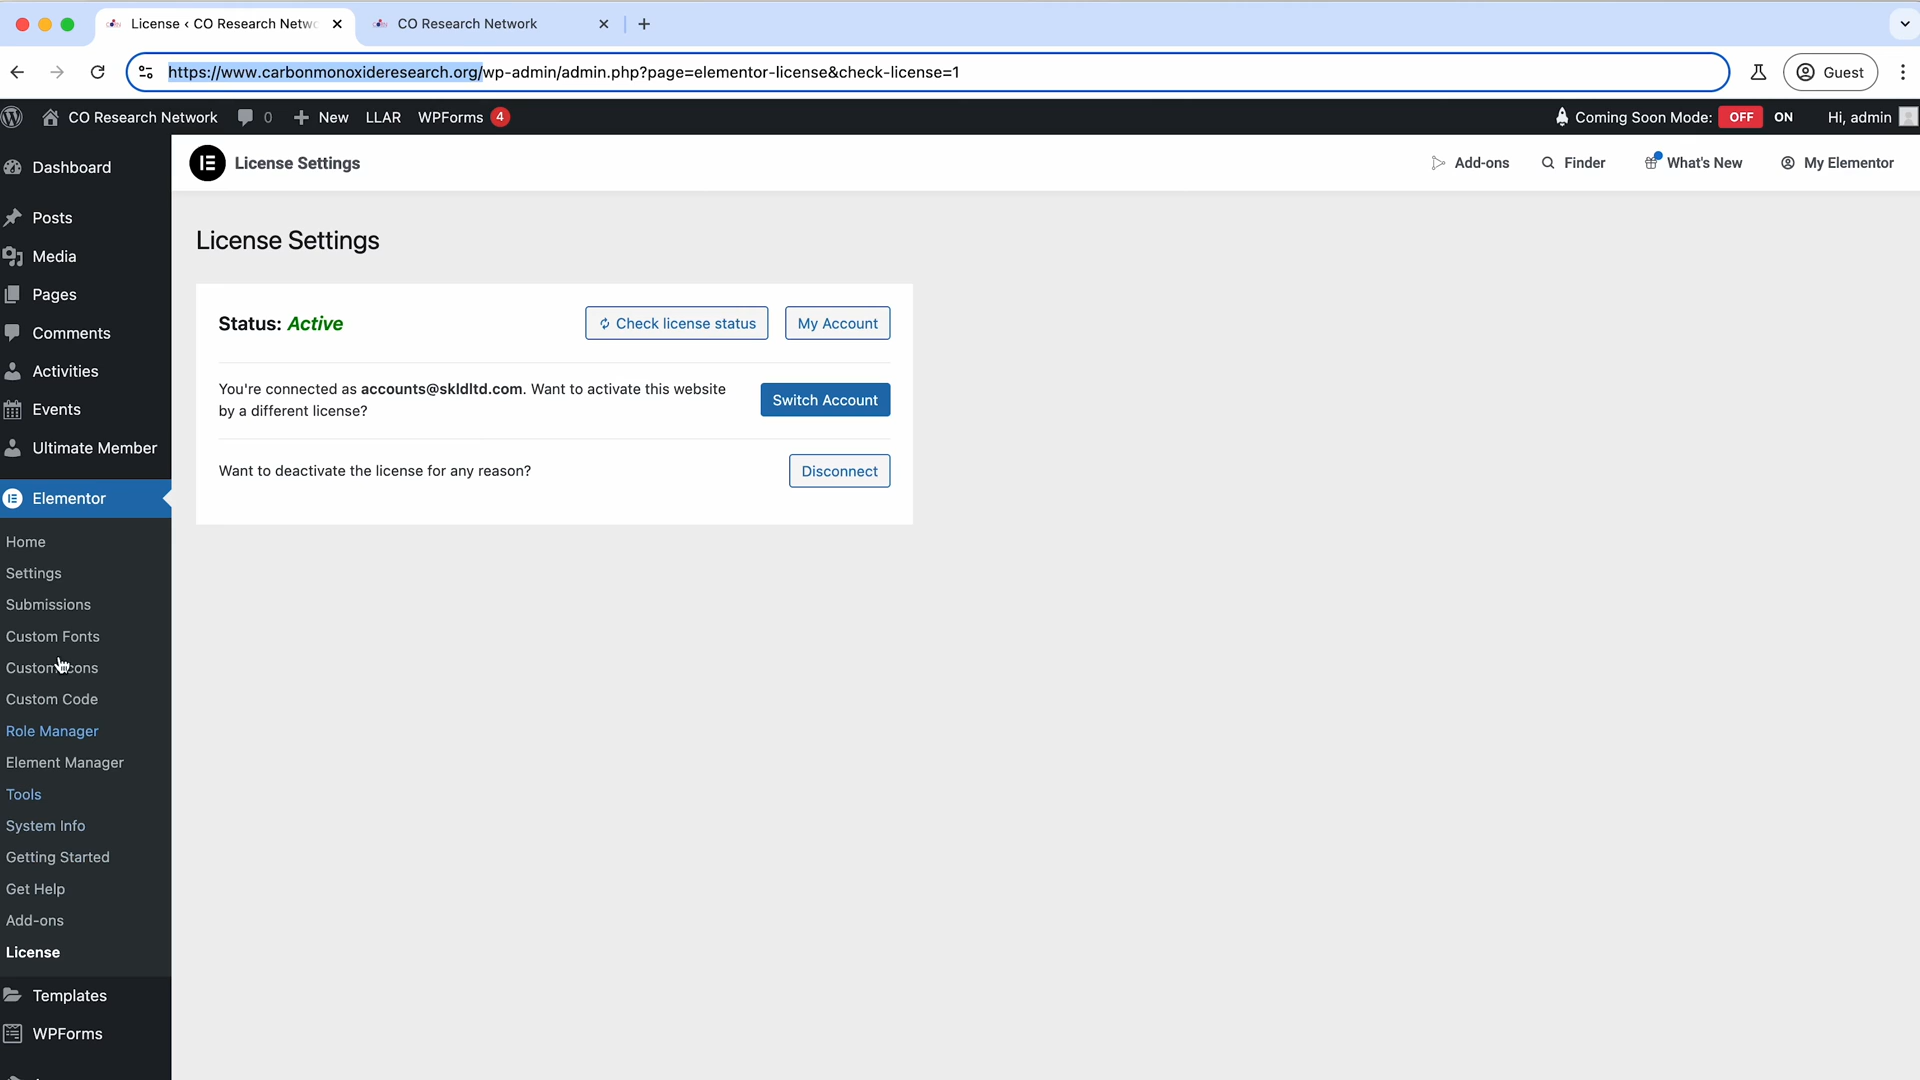 License ‹ CO Research Netw
CO Research Network
https://www.carbonmonoxideresearch.org/wp-admin/admin.php?page=elementor-license&check-license=1
Guest
CO Research Network
0
New
LLAR
WPForms 4
Coming Soon Mode: OFF ON
Hi, admin
Dashboard
Posts
Media
Pages
Comments
Activities
Events
Ultimate Member
Elementor
Home
Settings
Submissions
Custom Fonts
Custom Icons
Custom Code
Role Manager
Element Manager
Tools
System Info
Getting Started
Get Help
Add-ons
License
Templates
WPForms
License Settings
Add-ons
Finder
What's New
My Elementor
License Settings
Status: Active
Check license status
My Account
You're connected as accounts@skldltd.com. Want to activate this website
by a different license?
Switch Account
Want to deactivate the license for any reason?
Disconnect